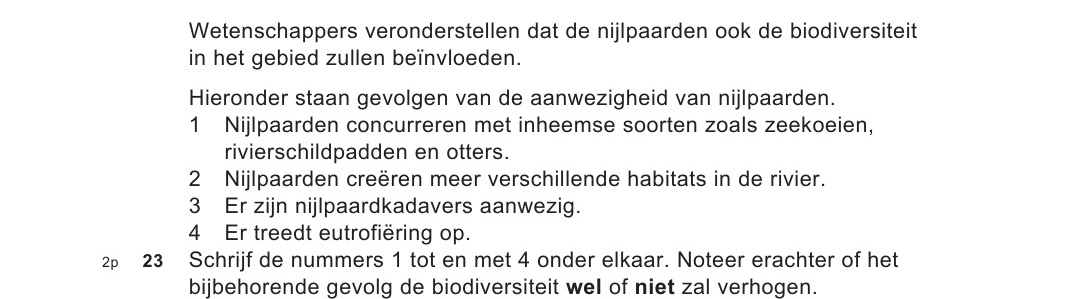 Wetenschappers veronderstellen dat de nijlpaarden ook de biodiversiteit
in het gebied zullen beïnvloeden.
Hieronder staan gevolgen van de aanwezigheid van nijlpaarden.
1 Nijlpaarden concurreren met inheemse soorten zoals zeekoeien,
rivierschildpadden en otters.
2 Nijlpaarden creëren meer verschillende habitats in de rivier.
3 Er zijn nijlpaardkadavers aanwezig.
4 Er treedt eutrofiëring op.
2p 23 Schrijf de nummers 1 tot en met 4 onder elkaar. Noteer erachter of het
bijbehorende gevolg de biodiversiteit wel of niet zal verhogen.